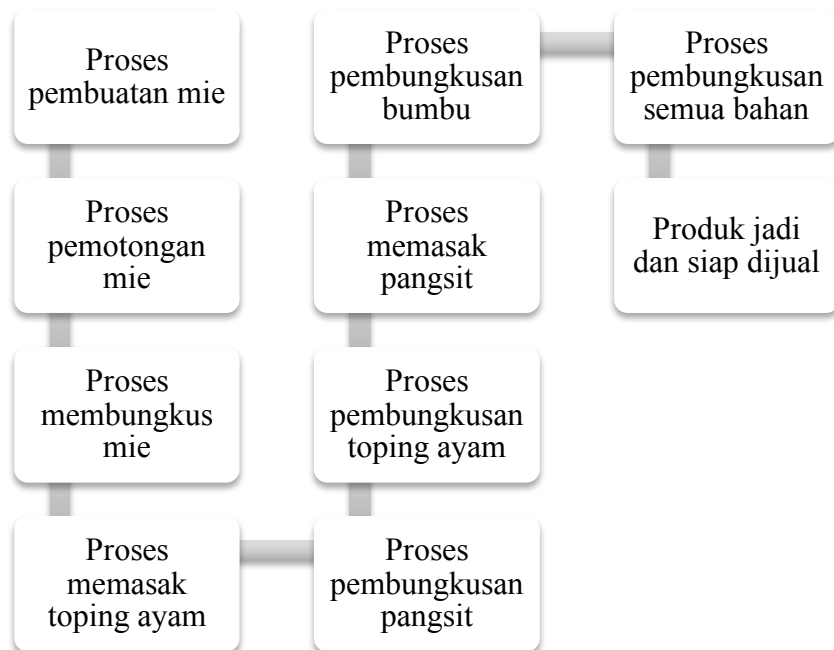 Proses
pembuatan mie
Proses
pemotongan
mie
Proses
membungkus
mie
Proses
memasak
toping ayam
Proses
pembungkusan
pangsit
Proses
pembungkusan
toping ayam
Proses
memasak
pangsit
Proses
pembungkusan
bumbu
Proses
pembungkusan
semua bahan
Produk jadi
dan siap dijual